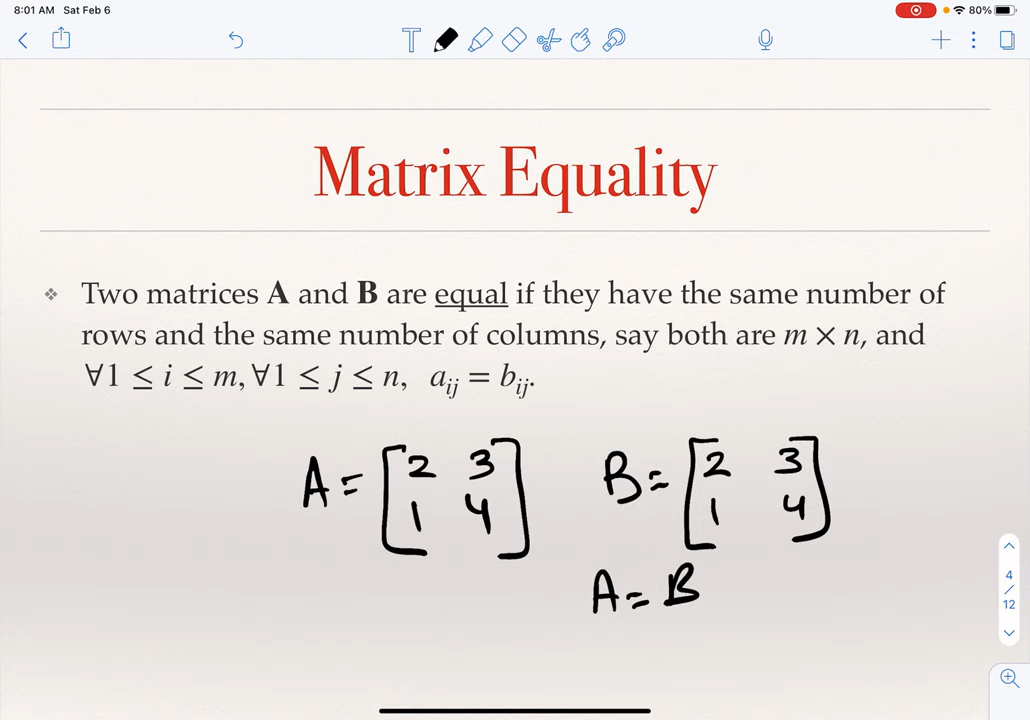 8:01 AM Sat Feb 6 80%
T
Matrix Equality
❖ Two matrices A and B are equal if they have the same number of
rows and the same number of columns, say both are m × n, and
∀1 ≤ i ≤ m, ∀1 ≤ j ≤ n, aᵢⱼ = bᵢⱼ.
A = [2 3 B = [2 3
1 4] 1 4]
A = B
4
/
12